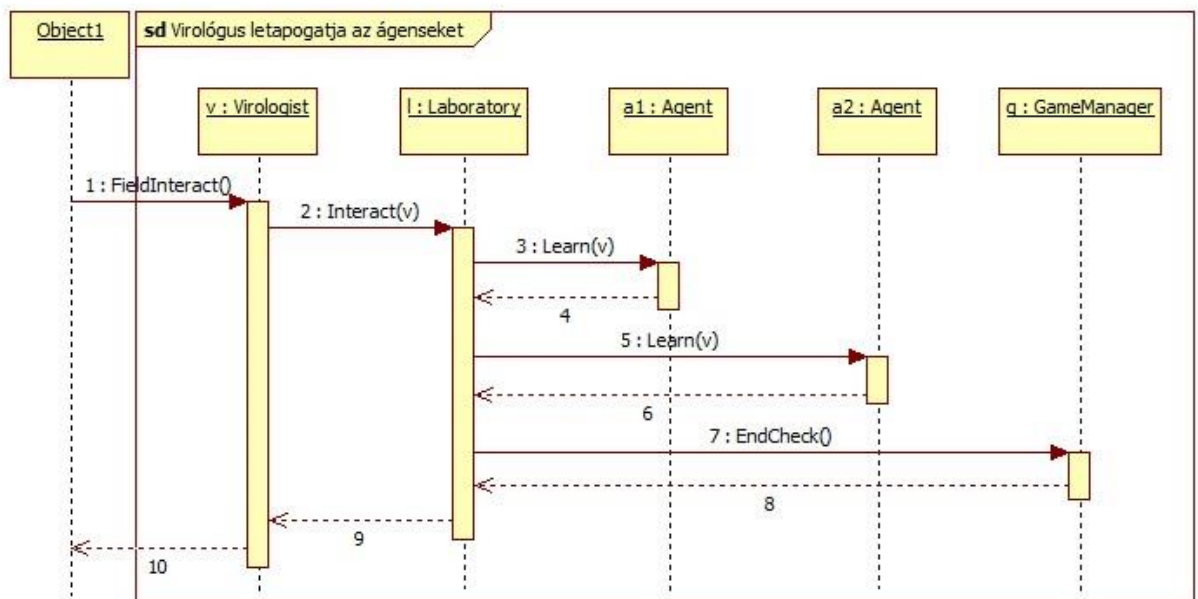 Object1
sd Virológus letapogatja az ágenseket
v : Virologist
l : Laboratory
a1 : Agent
a2 : Agent
g : GameManager
1 : FieldInteract()
2 : Interact(v)
3 : Learn(v)
4
5 : Learn(v)
6
7 : EndCheck()
8
9
10